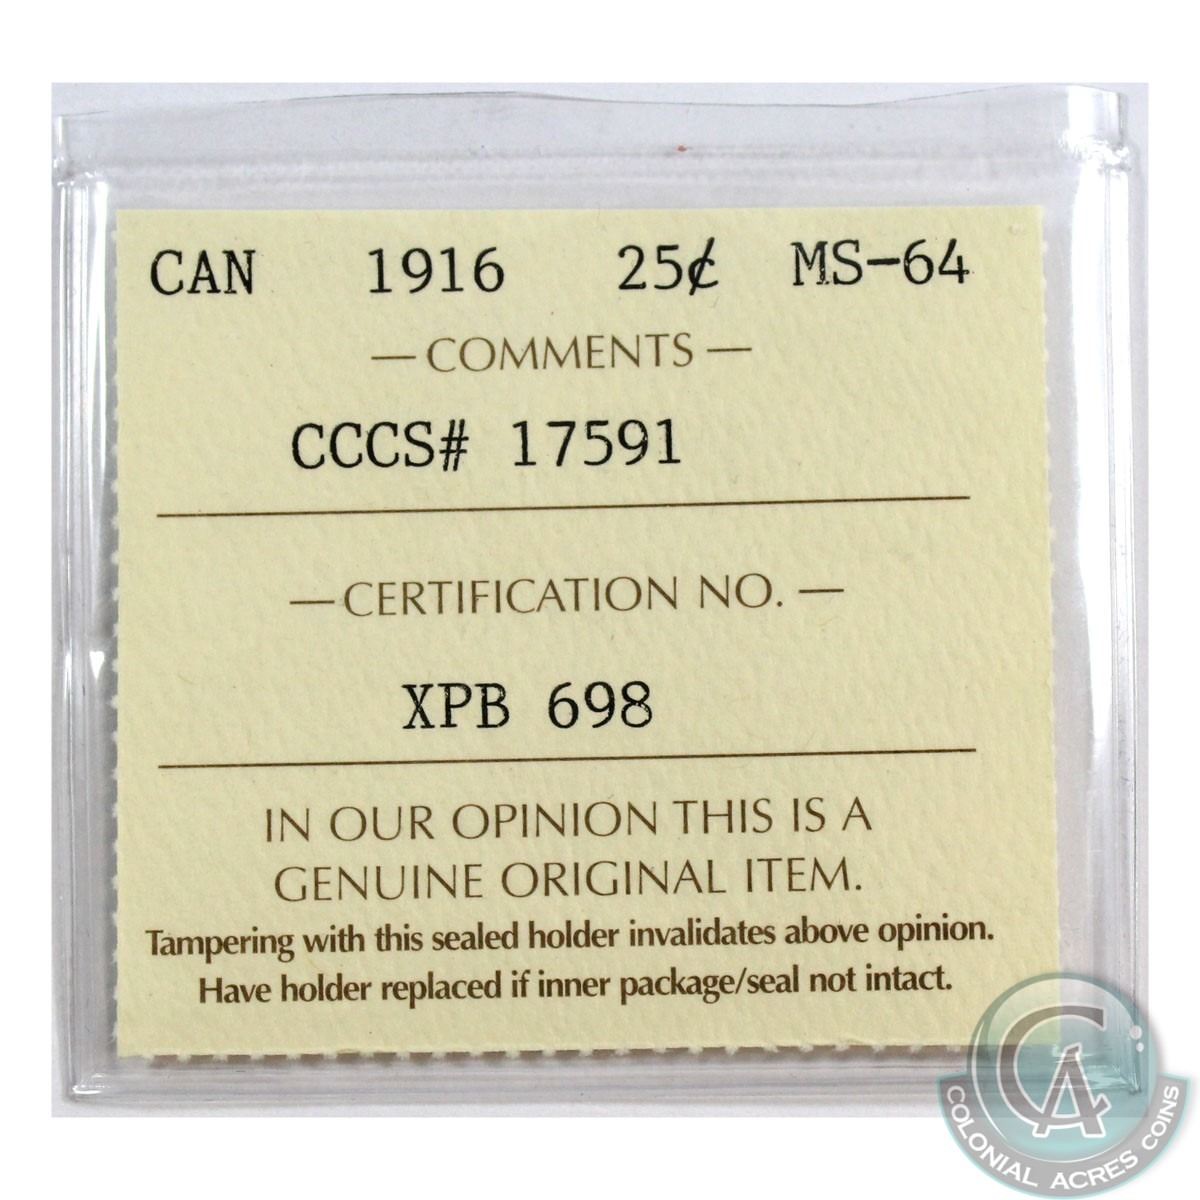 CAN 1916 25¢ MS-64
— COMMENTS —
CCCS# 17591
— CERTIFICATION NO. —
XPB 698
IN OUR OPINION THIS IS A
GENUINE ORIGINAL ITEM.
Tampering with this sealed holder invalidates above opinion.
Have holder replaced if inner package/seal not intact.
CA
COLONIAL ACRES COINS